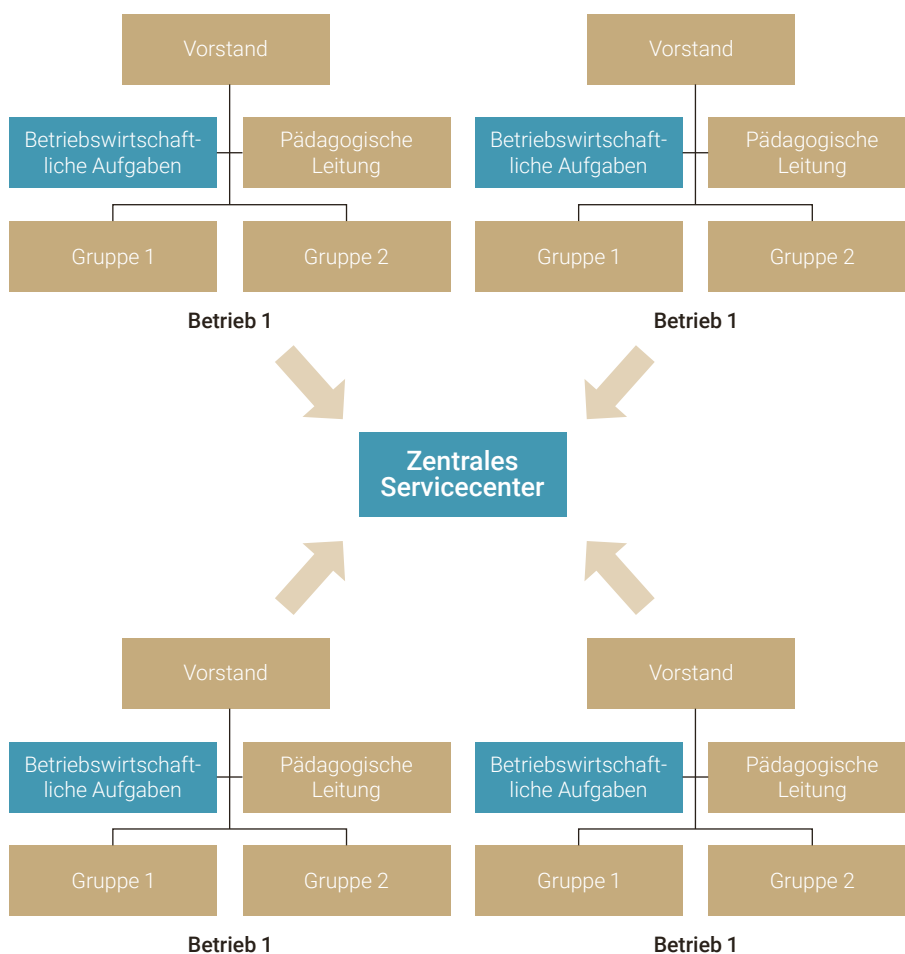 Vorstand
Betriebswirtschaft-
liche Aufgaben
Pädagogische
Leitung
Gruppe 1
Gruppe 2
Betrieb 1
Vorstand
Betriebswirtschaft-
liche Aufgaben
Pädagogische
Leitung
Gruppe 1
Gruppe 2
Betrieb 1
Zentrales
Servicecenter
Vorstand
Betriebswirtschaft-
liche Aufgaben
Pädagogische
Leitung
Gruppe 1
Gruppe 2
Betrieb 1
Vorstand
Betriebswirtschaft-
liche Aufgaben
Pädagogische
Leitung
Gruppe 1
Gruppe 2
Betrieb 1